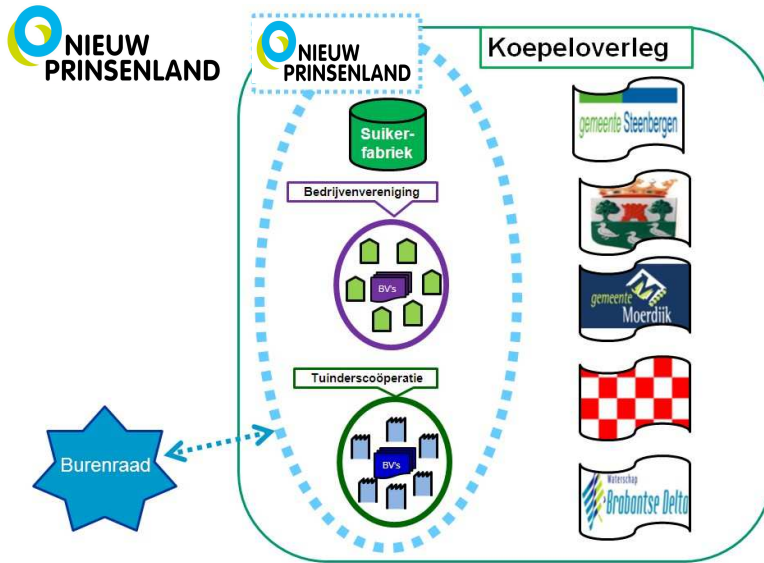 NIEUW
PRINSENLAND
NIEUW
PRINSENLAND
Koepeloverleg
Suiker-
fabriek
gemeente Steenbergen
Bedrijvenvereniging
BV's
gemeente
Moerdijk
Tuinderscoöperatie
BV's
Burenraad
Waterschap
Brabantse Delta